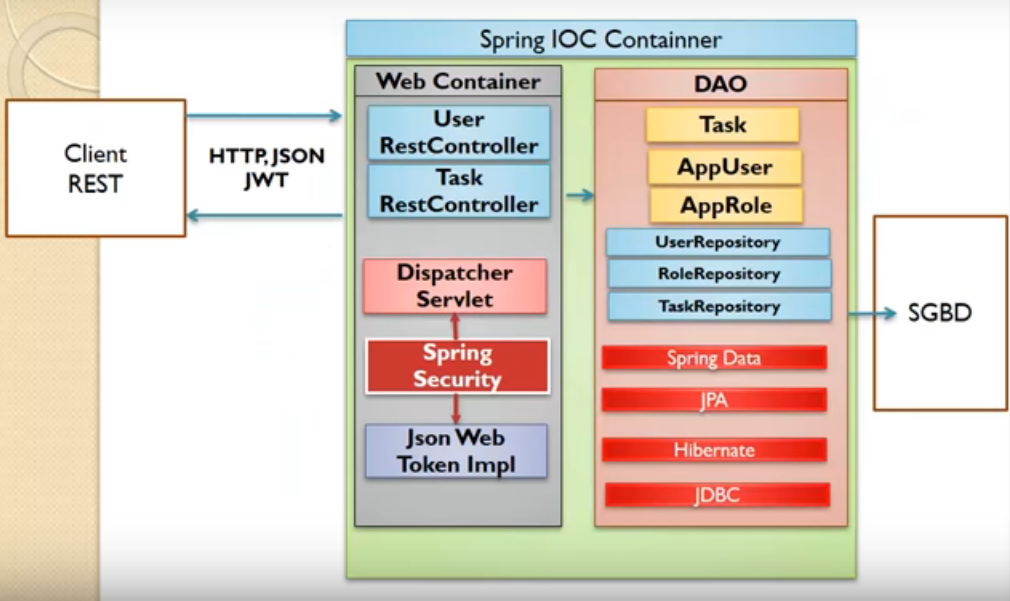 Spring IOC Containner
Web Container
User
RestController
Task
RestController
Dispatcher
Servlet
Spring
Security
Json Web
Token Impl
DAO
Task
AppUser
AppRole
UserRepository
RoleRepository
TaskRepository
Spring Data
JPA
Hibernate
JDBC
Client
REST
HTTP, JSON
JWT
SGBD